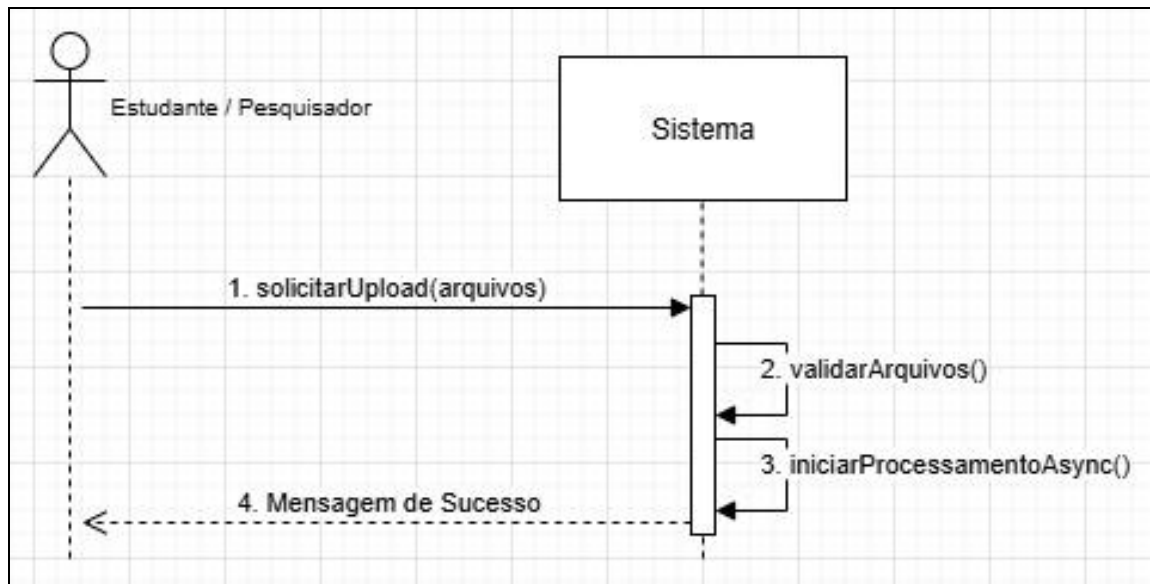 Estudante / Pesquisador
Sistema
1. solicitarUpload(arquivos)
2. validarArquivos()
3. iniciarProcessamentoAsync()
4. Mensagem de Sucesso